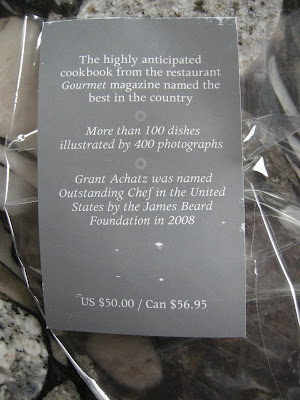 The highly anticipated
cookbook from the restaurant
Gourmet magazine named the
best in the country
More than 100 dishes
illustrated by 400 photographs
Grant Achatz was named
Outstanding Chef in the United
States by the James Beard
Foundation in 2008
US $50.00 / Can $56.95